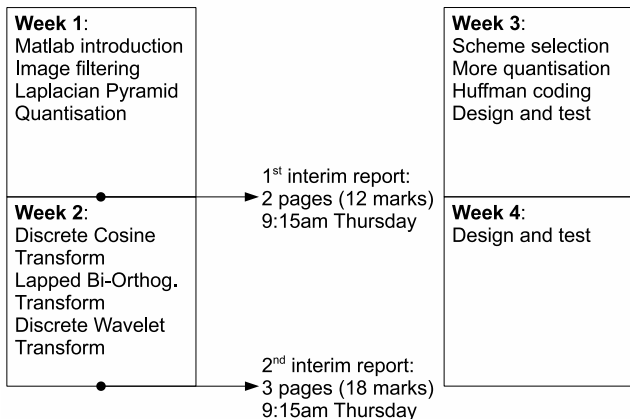 Week 1:
Matlab introduction
Image filtering
Laplacian Pyramid
Quantisation
1st interim report:
2 pages (12 marks)
9:15am Thursday
Week 2:
Discrete Cosine
Transform
Lapped Bi-Orthog.
Transform
Discrete Wavelet
Transform
2nd interim report:
3 pages (18 marks)
9:15am Thursday
Week 3:
Scheme selection
More quantisation
Huffman coding
Design and test
Week 4:
Design and test